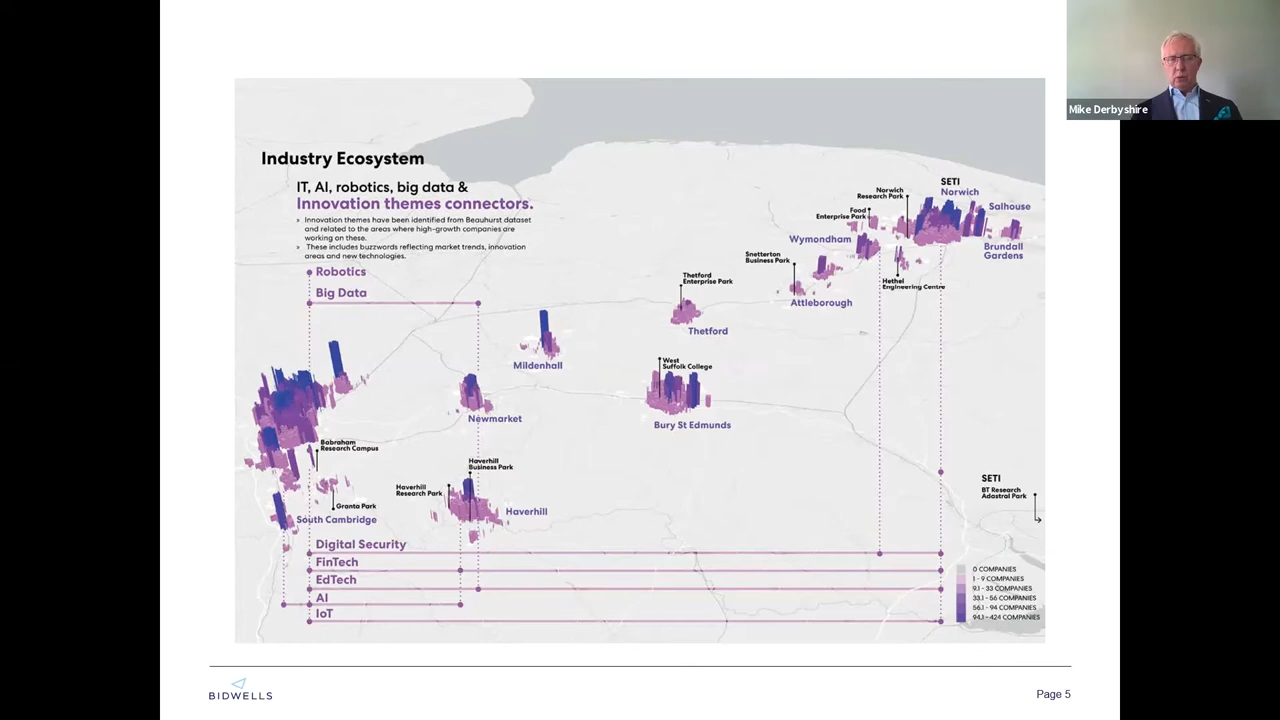 Mike Derbyshire
Industry Ecosystem
IT, AI, robotics, big data &
Innovation themes connectors.
» Innovation themes have been identified from Beauhurst dataset
and related to the areas where high-growth companies are
working on these.
» These includes buzzwords reflecting market trends, innovation
areas and new technologies.
Robotics
Big Data
SETI
Norwich
Norwich
Research Park
Salhouse
Food
Enterprise Park
Wymondham
Brundall
Gardens
Snetterton
Business Park
Hethel
Engineering Centre
Thetford
Enterprise Park
Attleborough
Thetford
Mildenhall
West
Suffolk College
Newmarket
Bury St Edmunds
Babraham
Research Campus
Haverhill
Business Park
Haverhill
Research Park
SETI
BT Research
Adastral Park
Granta Park
South Cambridge
Haverhill
Digital Security
FinTech
EdTech
AI
IoT
0 COMPANIES
1 - 9 COMPANIES
9.1 - 33 COMPANIES
33.1 - 56 COMPANIES
56.1 - 94 COMPANIES
94.1 - 424 COMPANIES
BIDWELLS
Page 5